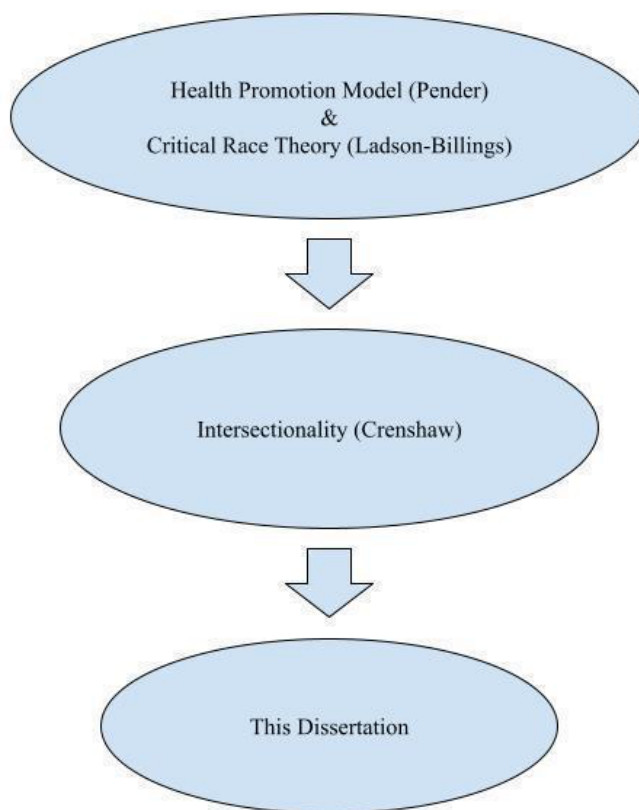 Health Promotion Model (Pender)
&
Critical Race Theory (Ladson-Billings)
Intersectionality (Crenshaw)
This Dissertation